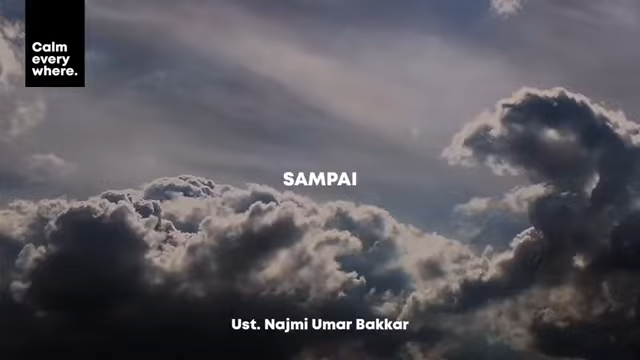 Calm
every
where.
SAMPAI
Ust. Najmi Umar Bakkar